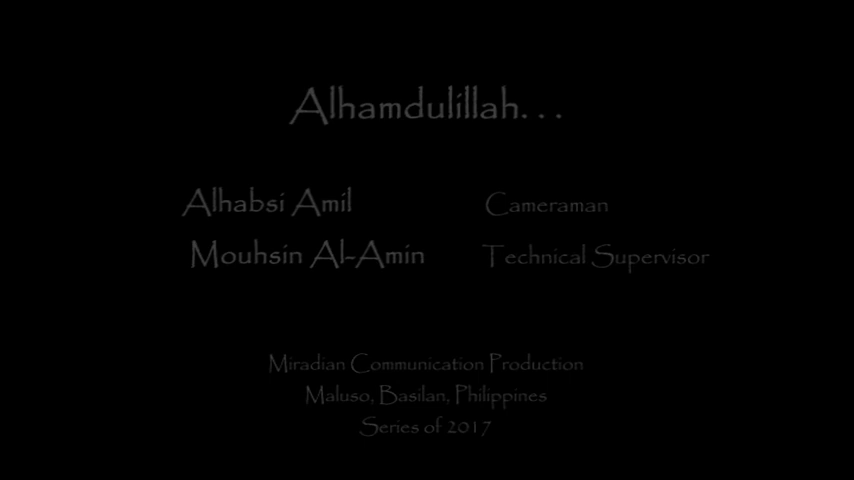 Alhamdulillah. . .
Alhabsi Amil Cameraman
Mouhsin Al-Amin Technical Supervisor
Miradian Communication Production
Maluso, Basilan, Philippines
Series of 2017